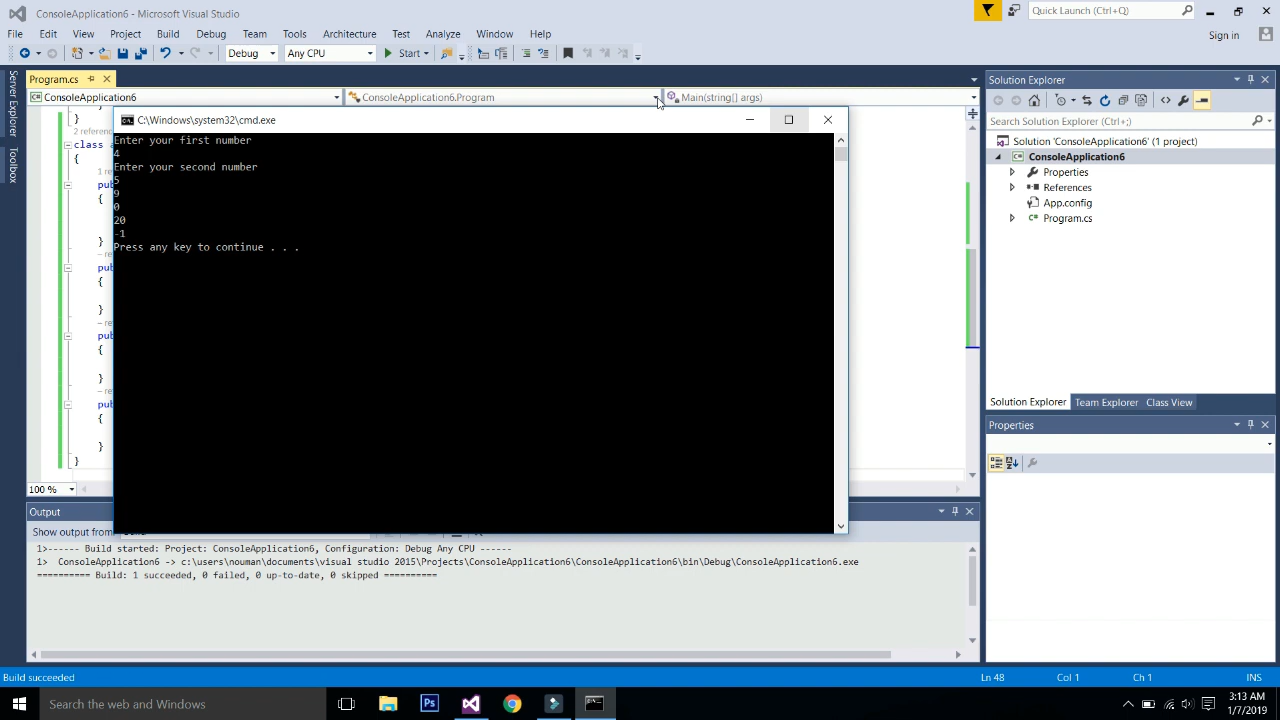 ConsoleApplication6 - Microsoft Visual Studio
Quick Launch (Ctrl+Q)
File Edit View Project Build Debug Team Tools Architecture Test Analyze Window Help
Sign in
Debug Any CPU Start
Server Explorer
Toolbox
Program.cs
ConsoleApplication6
ConsoleApplication6.Program
Main(string[] args)
}
}
2
class
{
{
}
{
}
{
}
{
}
}
C:\Windows\system32\cmd.exe
Enter your first number
4
Enter your second number
5
9
0
20
-1
Press any key to continue . . .
100 %
Solution Explorer
Search Solution Explorer (Ctrl+;)
Solution 'ConsoleApplication6' (1 project)
ConsoleApplication6
Properties
References
App.config
Program.cs
Solution Explorer Team Explorer Class View
Properties
Output
Show output from
1>------ Build started: Project: ConsoleApplication6, Configuration: Debug Any CPU ------
1> ConsoleApplication6 -> c:\users\nouman\documents\visual studio 2015\Projects\ConsoleApplication6\ConsoleApplication6\bin\Debug\ConsoleApplication6.exe
========== Build: 1 succeeded, 0 failed, 0 up-to-date, 0 skipped ==========
Build succeeded
Ln 48 Col 1 Ch 1 INS
Search the web and Windows
Ps
3:13 AM
1/7/2019